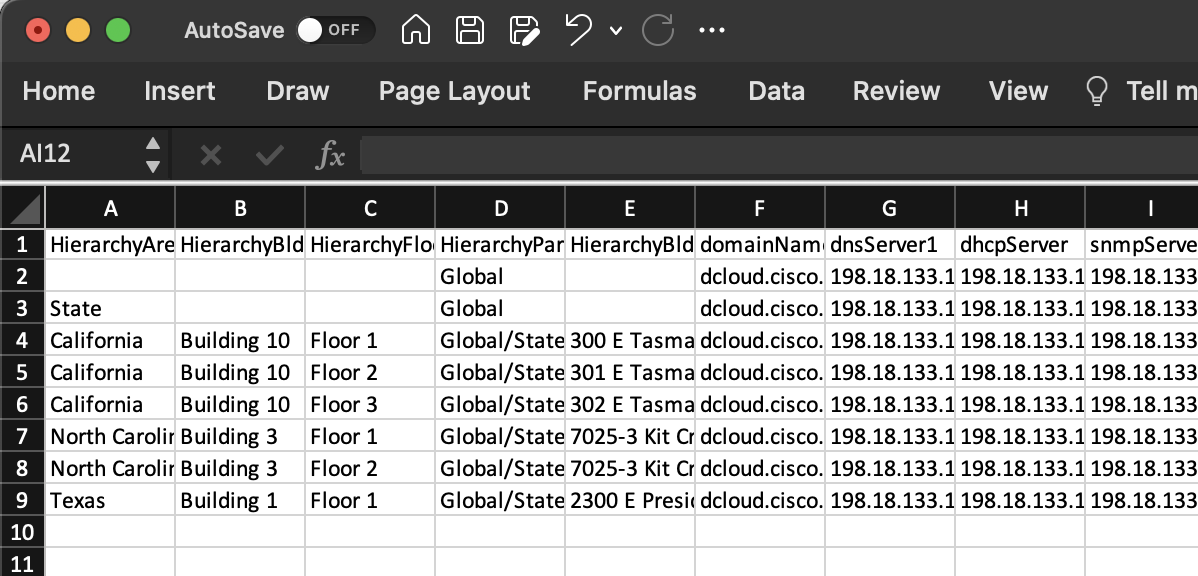 AutoSave OFF
Home Insert Draw Page Layout Formulas Data Review View Tell m
AI12 fx
A B C D E F G H I
1 HierarchyAre HierarchyBld HierarchyFlo HierarchyPar HierarchyBld domainNam dnsServer1 dhcpServer snmpServe
2 Global dcloud.cisco. 198.18.133.1 198.18.133.1 198.18.133
3 State Global dcloud.cisco. 198.18.133.1 198.18.133.1 198.18.133
4 California Building 10 Floor 1 Global/State 300 E Tasma dcloud.cisco. 198.18.133.1 198.18.133.1 198.18.133
5 California Building 10 Floor 2 Global/State 301 E Tasma dcloud.cisco. 198.18.133.1 198.18.133.1 198.18.133
6 California Building 10 Floor 3 Global/State 302 E Tasma dcloud.cisco. 198.18.133.1 198.18.133.1 198.18.133
7 North Carolin Building 3 Floor 1 Global/State 7025-3 Kit Cr dcloud.cisco. 198.18.133.1 198.18.133.1 198.18.133
8 North Carolin Building 3 Floor 2 Global/State 7025-3 Kit Cr dcloud.cisco. 198.18.133.1 198.18.133.1 198.18.133
9 Texas Building 1 Floor 1 Global/State 2300 E Presi dcloud.cisco. 198.18.133.1 198.18.133.1 198.18.133
10
11